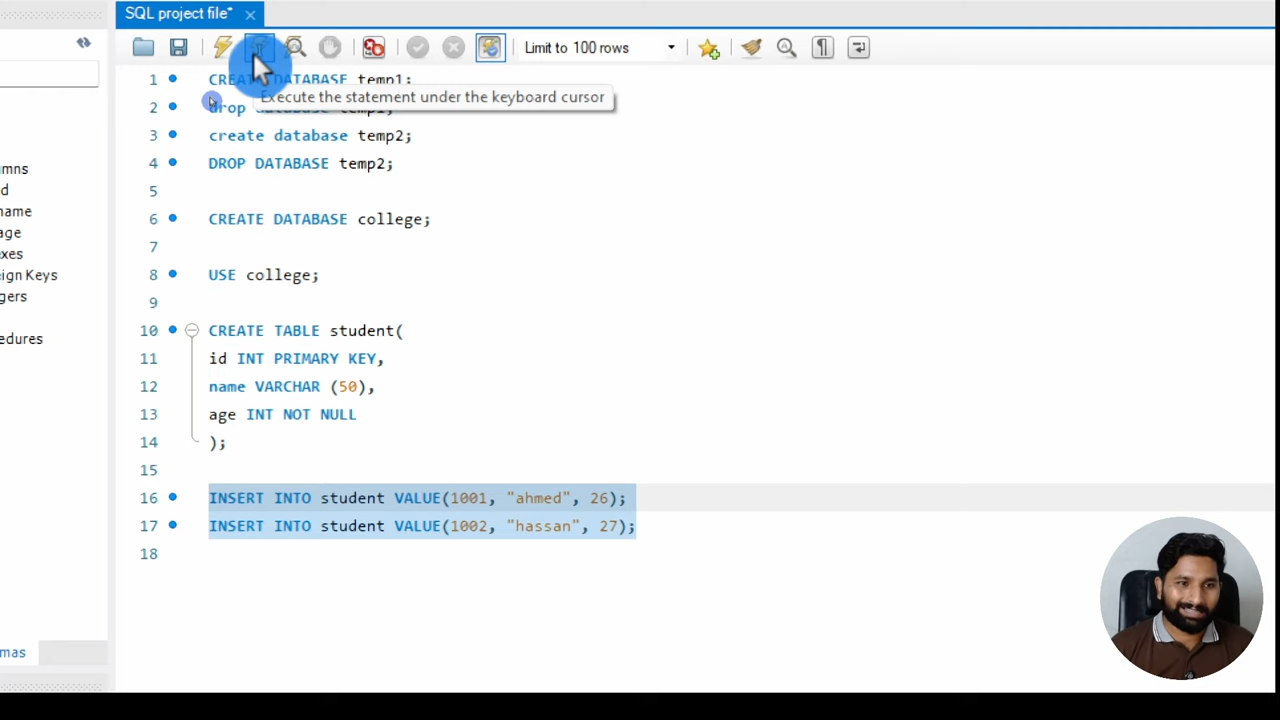 SQL project file*
Limit to 100 rows
1 CREATE DATABASE temp1;
Execute the statement under the keyboard cursor
2 drop database temp1;
3 create database temp2;
4 DROP DATABASE temp2;
5
6 CREATE DATABASE college;
7
8 USE college;
9
10 CREATE TABLE student(
11 id INT PRIMARY KEY,
12 name VARCHAR (50),
13 age INT NOT NULL
14 );
15
16 INSERT INTO student VALUE(1001, "ahmed", 26);
17 INSERT INTO student VALUE(1002, "hassan", 27);
18
mns
d
name
age
exes
eign Keys
gers
edures
mas